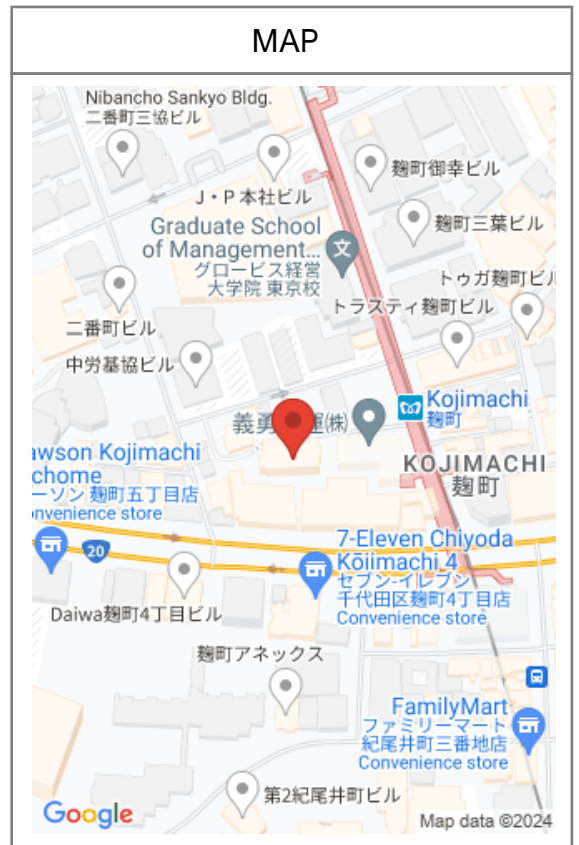 MAP
Nibancho Sankyo Bldg.
二番町三協ビル
J・P本社ビル
麹町御幸ビル
麹町三葉ビル
Graduate School
of Management...
グロービス経営
大学院 東京校
文
トゥガ麹町ビル
トラスティ麹町ビル
二番町ビル
中労基協ビル
Kojimachi
麹町
義勇
運㈱
KOJIMACHI
麹町
awson Kojimachi
chome
ーソン 麹町五丁目店
onvenience store
20
7-Eleven Chiyoda
Kōjimachi 4
セブン-イレブン
千代田区麹町4丁目店
Convenience store
Daiwa麹町4丁目ビル
麹町アネックス
FamilyMart
ファミリーマート
紀尾井町三番地店
Convenience store
第2紀尾井町ビル
Google
Map data ©2024